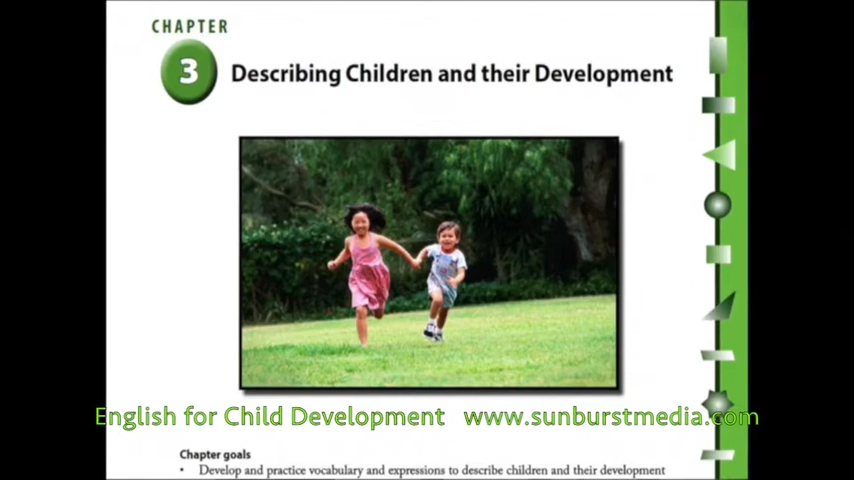 CHAPTER
3
Describing Children and their Development
English for Child Development www.sunburstmedia.com
Chapter goals
• Develop and practice vocabulary and expressions to describe children and their development